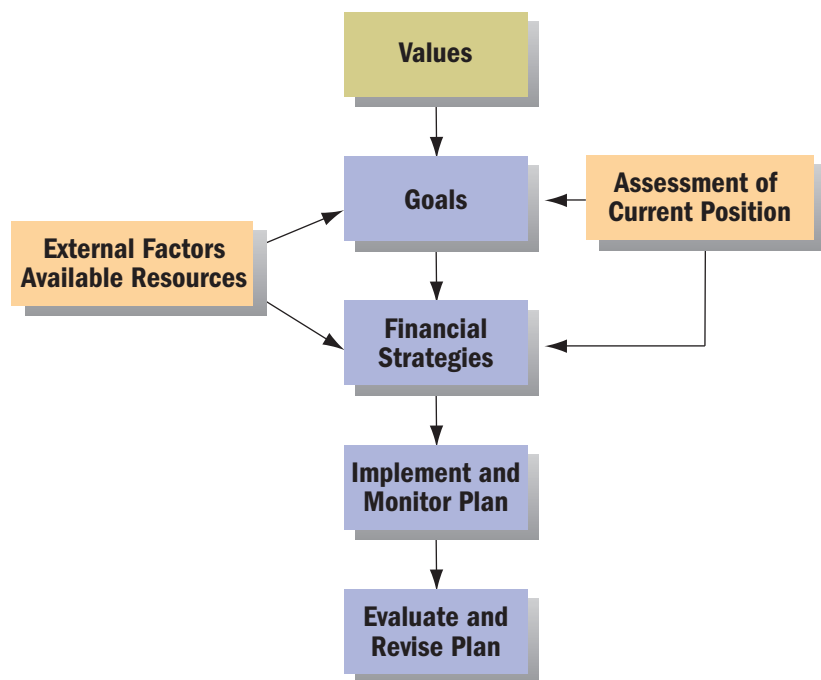 Values
Goals
Assessment of
Current Position
External Factors
Available Resources
Financial
Strategies
Implement and
Monitor Plan
Evaluate and
Revise Plan